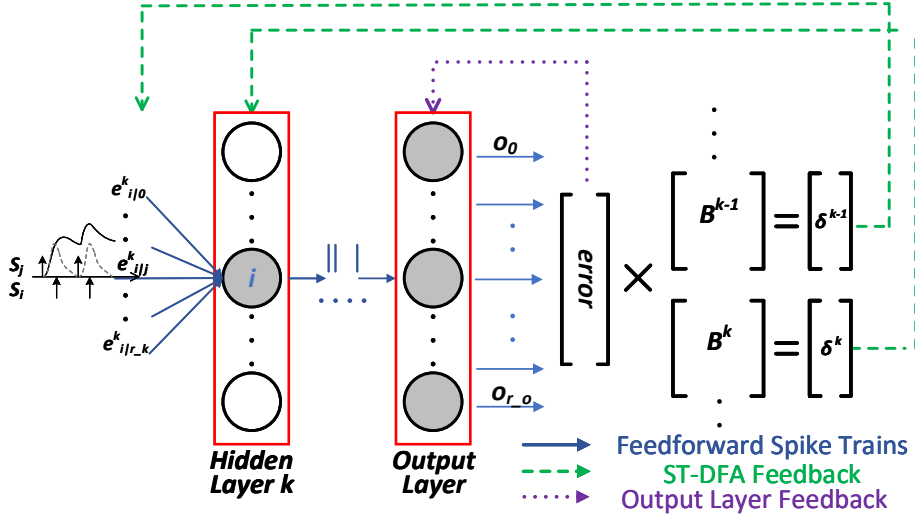 e^k_{i|0}
S_j
S_i
e^k_{i|j}
e^k_{i|r_k}
i
O_0
O_{r_o}
error
×
B^{k-1} = δ^{k-1}
B^k = δ^k
Hidden
Layer k
Output
Layer
Feedforward Spike Trains
ST-DFA Feedback
Output Layer Feedback